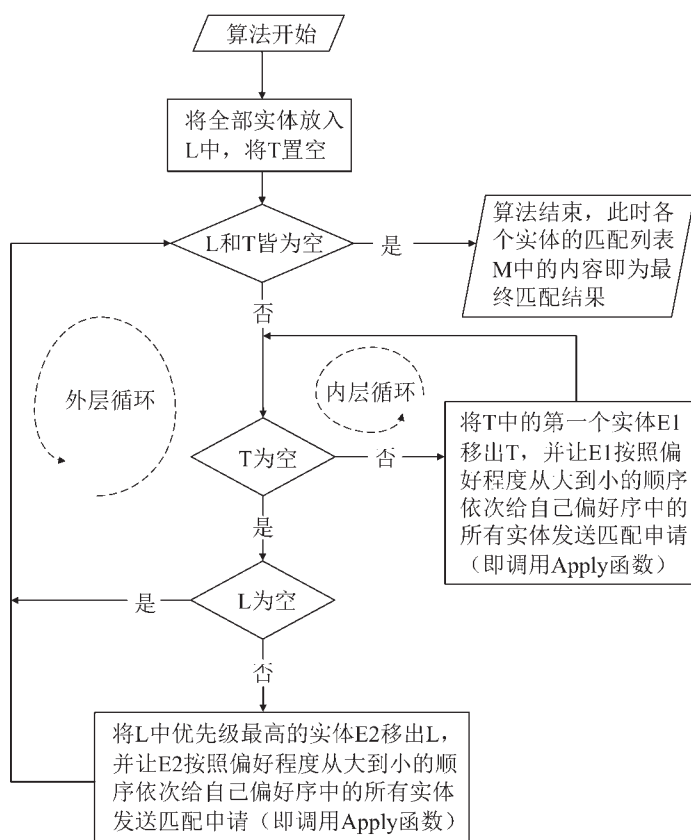 算法开始
将全部实体放入
L中，将T置空
L和T皆为空
是
算法结束，此时各
个实体的匹配列表
M中的内容即为最
终匹配结果
否
外层循环
内层循环
T为空
否
将T中的第一个实体E1
移出T，并让E1按照偏
好程度从大到小的顺序
依次给自己偏好序中的
所有实体发送匹配申请
（即调用Apply函数）
是
是
L为空
否
将L中优先级最高的实体E2移出L，
并让E2按照偏好程度从大到小的顺
序依次给自己偏好序中的所有实体
发送匹配申请（即调用Apply函数）